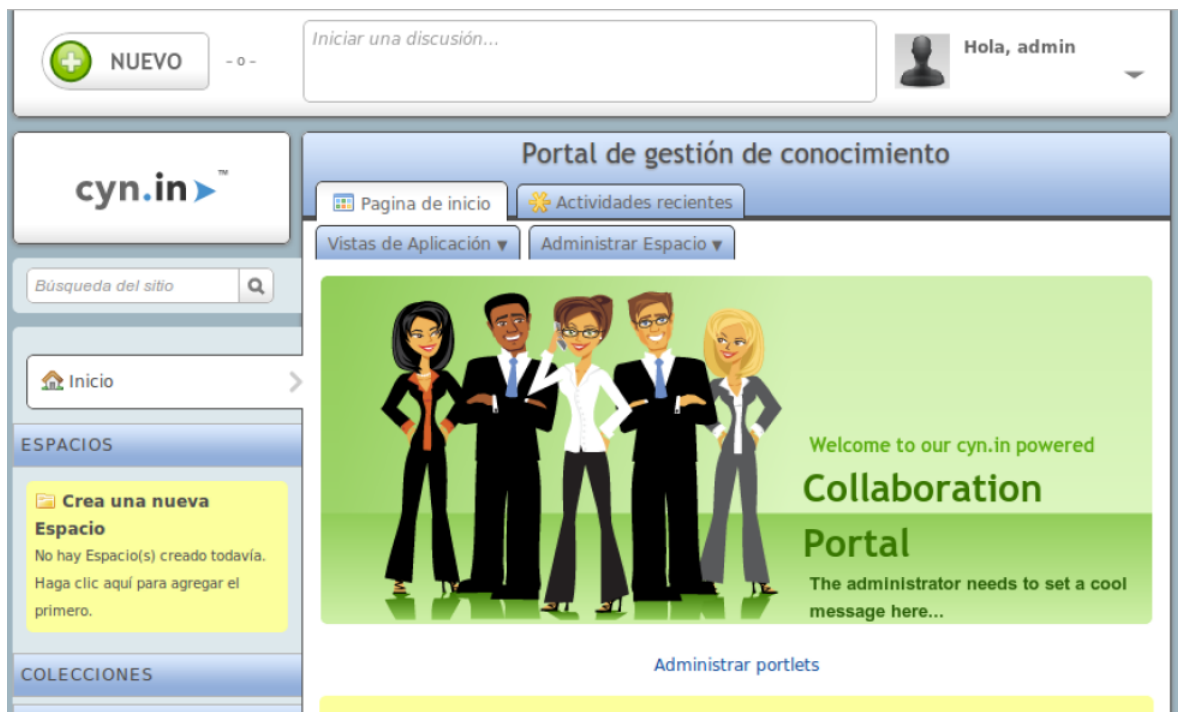 NUEVO
- o -
Iniciar una discusión...
Hola, admin
cyn.in™
Portal de gestión de conocimiento
Pagina de inicio
Actividades recientes
Vistas de Aplicación ▾
Administrar Espacio ▾
Búsqueda del sitio
Inicio
ESPACIOS
Crea una nueva
Espacio
No hay Espacio(s) creado todavía.
Haga clic aquí para agregar el
primero.
COLECCIONES
Welcome to our cyn.in powered
Collaboration
Portal
The administrator needs to set a cool
message here...
Administrar portlets